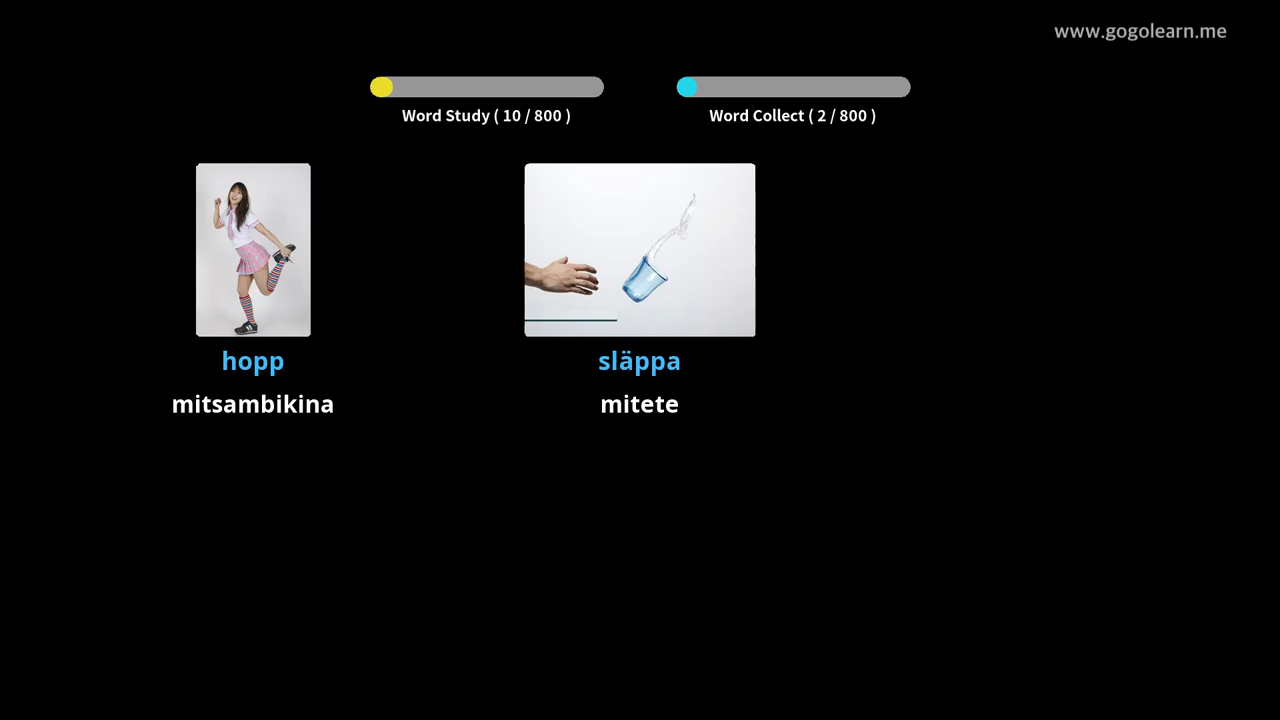 www.gogolearn.me
Word Study ( 10 / 800 )
Word Collect ( 2 / 800 )
hopp
släppa
mitsambikina
mitete